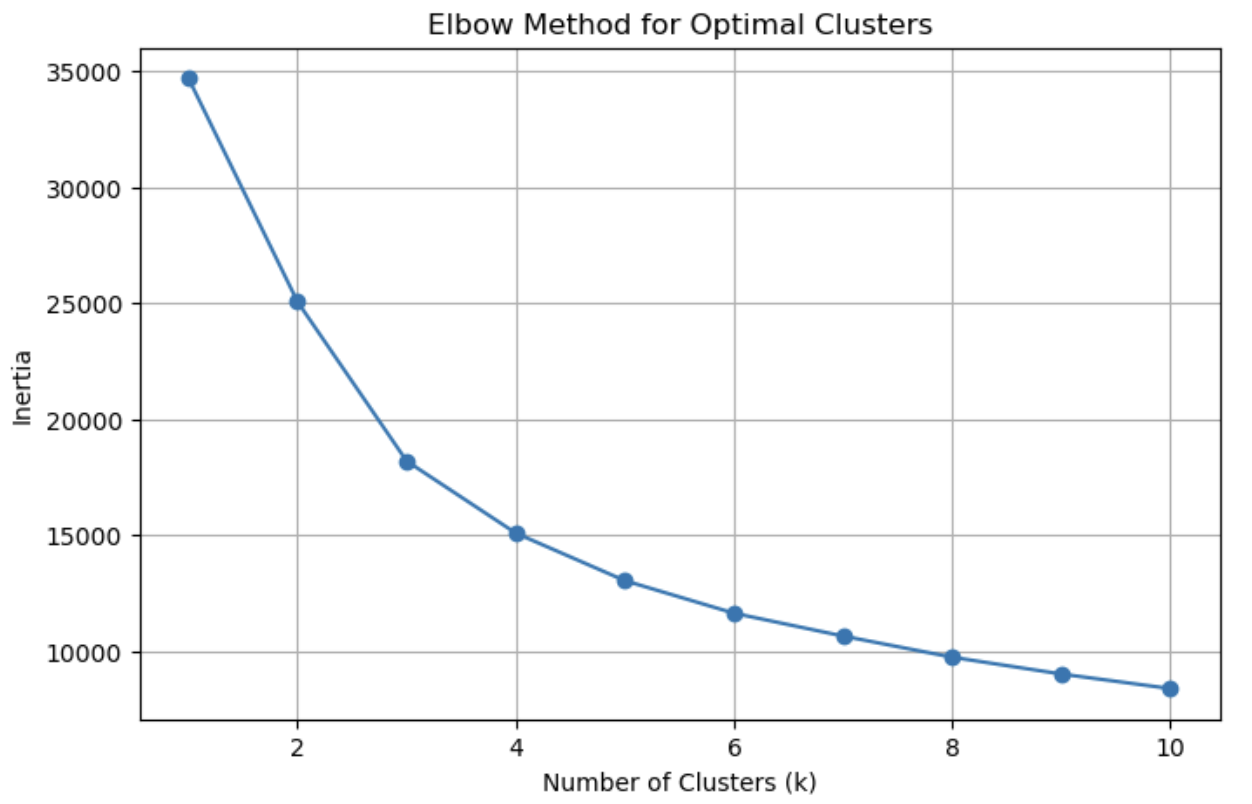 Elbow Method for Optimal Clusters
35000
30000
25000
20000
15000
10000
Inertia
2 4 6 8 10
Number of Clusters (k)